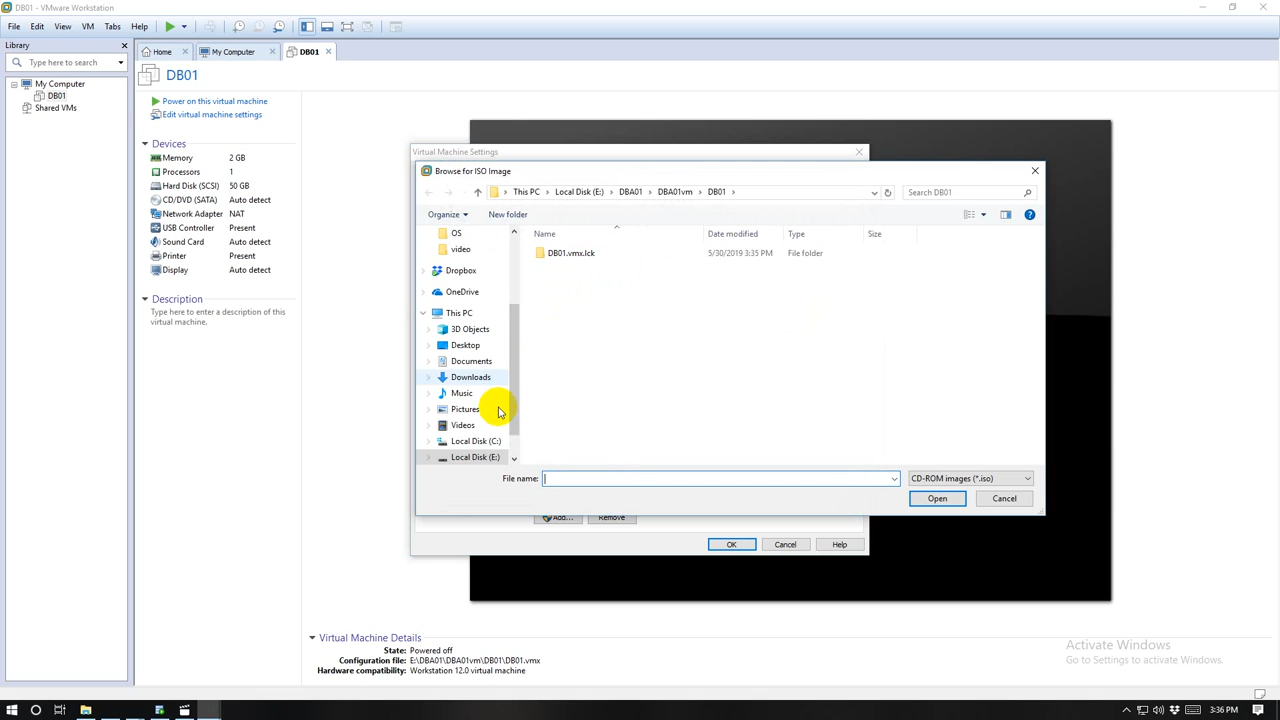 DB01 - VMware Workstation
File Edit View VM Tabs Help
Library
Type here to search
My Computer
DB01
Shared VMs
Home My Computer DB01
DB01
Power on this virtual machine
Edit virtual machine settings
Devices
Memory 2 GB
Processors 1
Hard Disk (SCSI) 50 GB
CD/DVD (SATA) Auto detect
Network Adapter NAT
USB Controller Present
Sound Card Auto detect
Printer Present
Display Auto detect
Description
Type here to enter a description of this
virtual machine.
Virtual Machine Settings
Browse for ISO Image
This PC Local Disk (E:) DBA01 DBA01vm DB01
Search DB01
Organize New folder
Name Date modified Type Size
DB01.vmx.lck 5/30/2019 3:35 PM File folder
OS
video
Dropbox
OneDrive
This PC
3D Objects
Desktop
Documents
Downloads
Music
Pictures
Videos
Local Disk (C:)
Local Disk (E:)
File name: CD-ROM images (*.iso)
Open Cancel
Add... Remove
OK Cancel Help
Virtual Machine Details
State: Powered off
Configuration file: E:\DBA01\DBA01vm\DB01\DB01.vmx
Hardware compatibility: Workstation 12.0 virtual machine
Activate Windows
Go to Settings to activate Windows.
3:36 PM